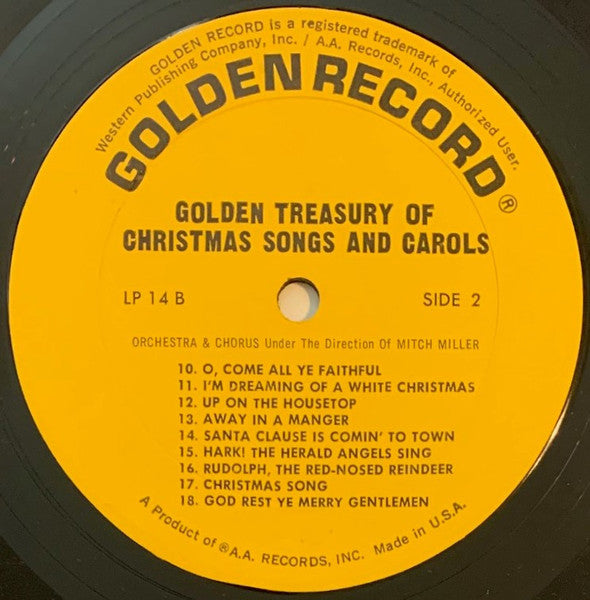 GOLDEN RECORD is a registered trademark of
Western Publishing Company, Inc. / A.A. Records, Inc., Authorized User.
GOLDEN RECORD®
GOLDEN TREASURY OF
CHRISTMAS SONGS AND CAROLS
LP 14 B
SIDE 2
ORCHESTRA & CHORUS Under The Direction Of MITCH MILLER
10. O, COME ALL YE FAITHFUL
11. I'M DREAMING OF A WHITE CHRISTMAS
12. UP ON THE HOUSETOP
13. AWAY IN A MANGER
14. SANTA CLAUSE IS COMIN' TO TOWN
15. HARK! THE HERALD ANGELS SING
16. RUDOLPH, THE RED-NOSED REINDEER
17. CHRISTMAS SONG
18. GOD REST YE MERRY GENTLEMEN
A Product of ®A.A. RECORDS, INC. Made in U.S.A.